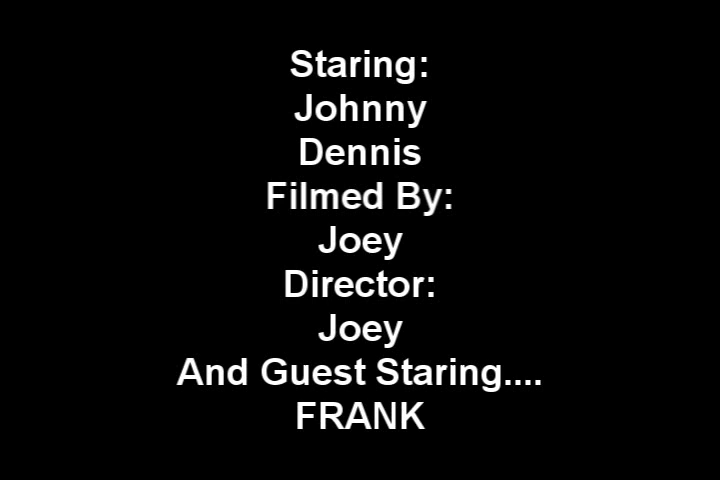 Staring:
Johnny
Dennis
Filmed By:
Joey
Director:
Joey
And Guest Staring....
FRANK